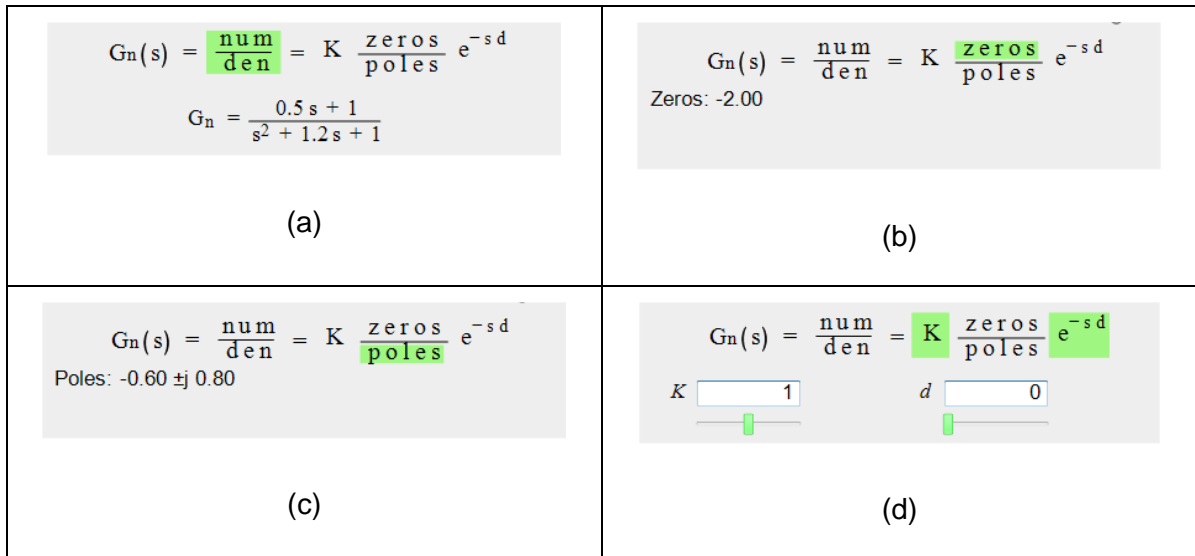 Gn(s) = num/den = K zeros/poles e^-sd
Gn = (0.5 s + 1)/(s^2 + 1.2 s + 1)
(a)
Gn(s) = num/den = K zeros/poles e^-sd
Zeros: -2.00
(b)
Gn(s) = num/den = K zeros/poles e^-sd
Poles: -0.60 ±j 0.80
(c)
Gn(s) = num/den = K zeros/poles e^-sd
K 1 d 0
(d)